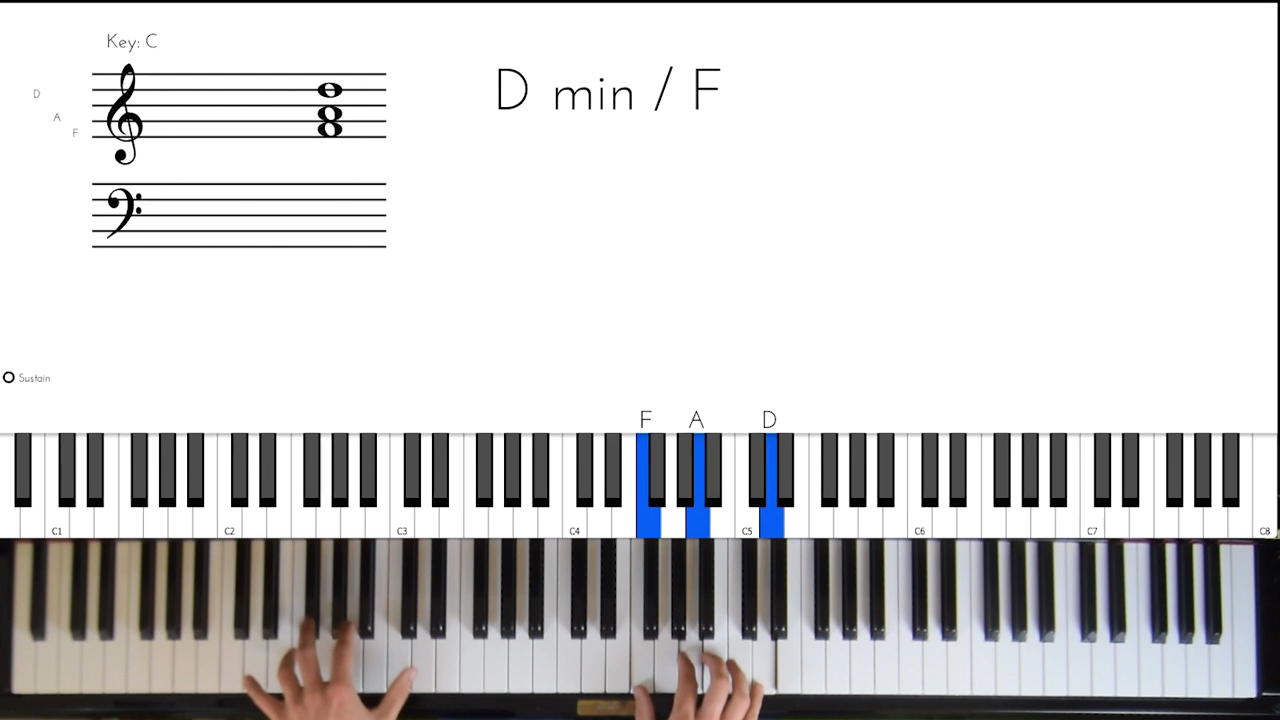 Key: C
D min / F
D
A
F
Sustain
F A D
C1 C2 C3 C4 C5 C6 C7 C8